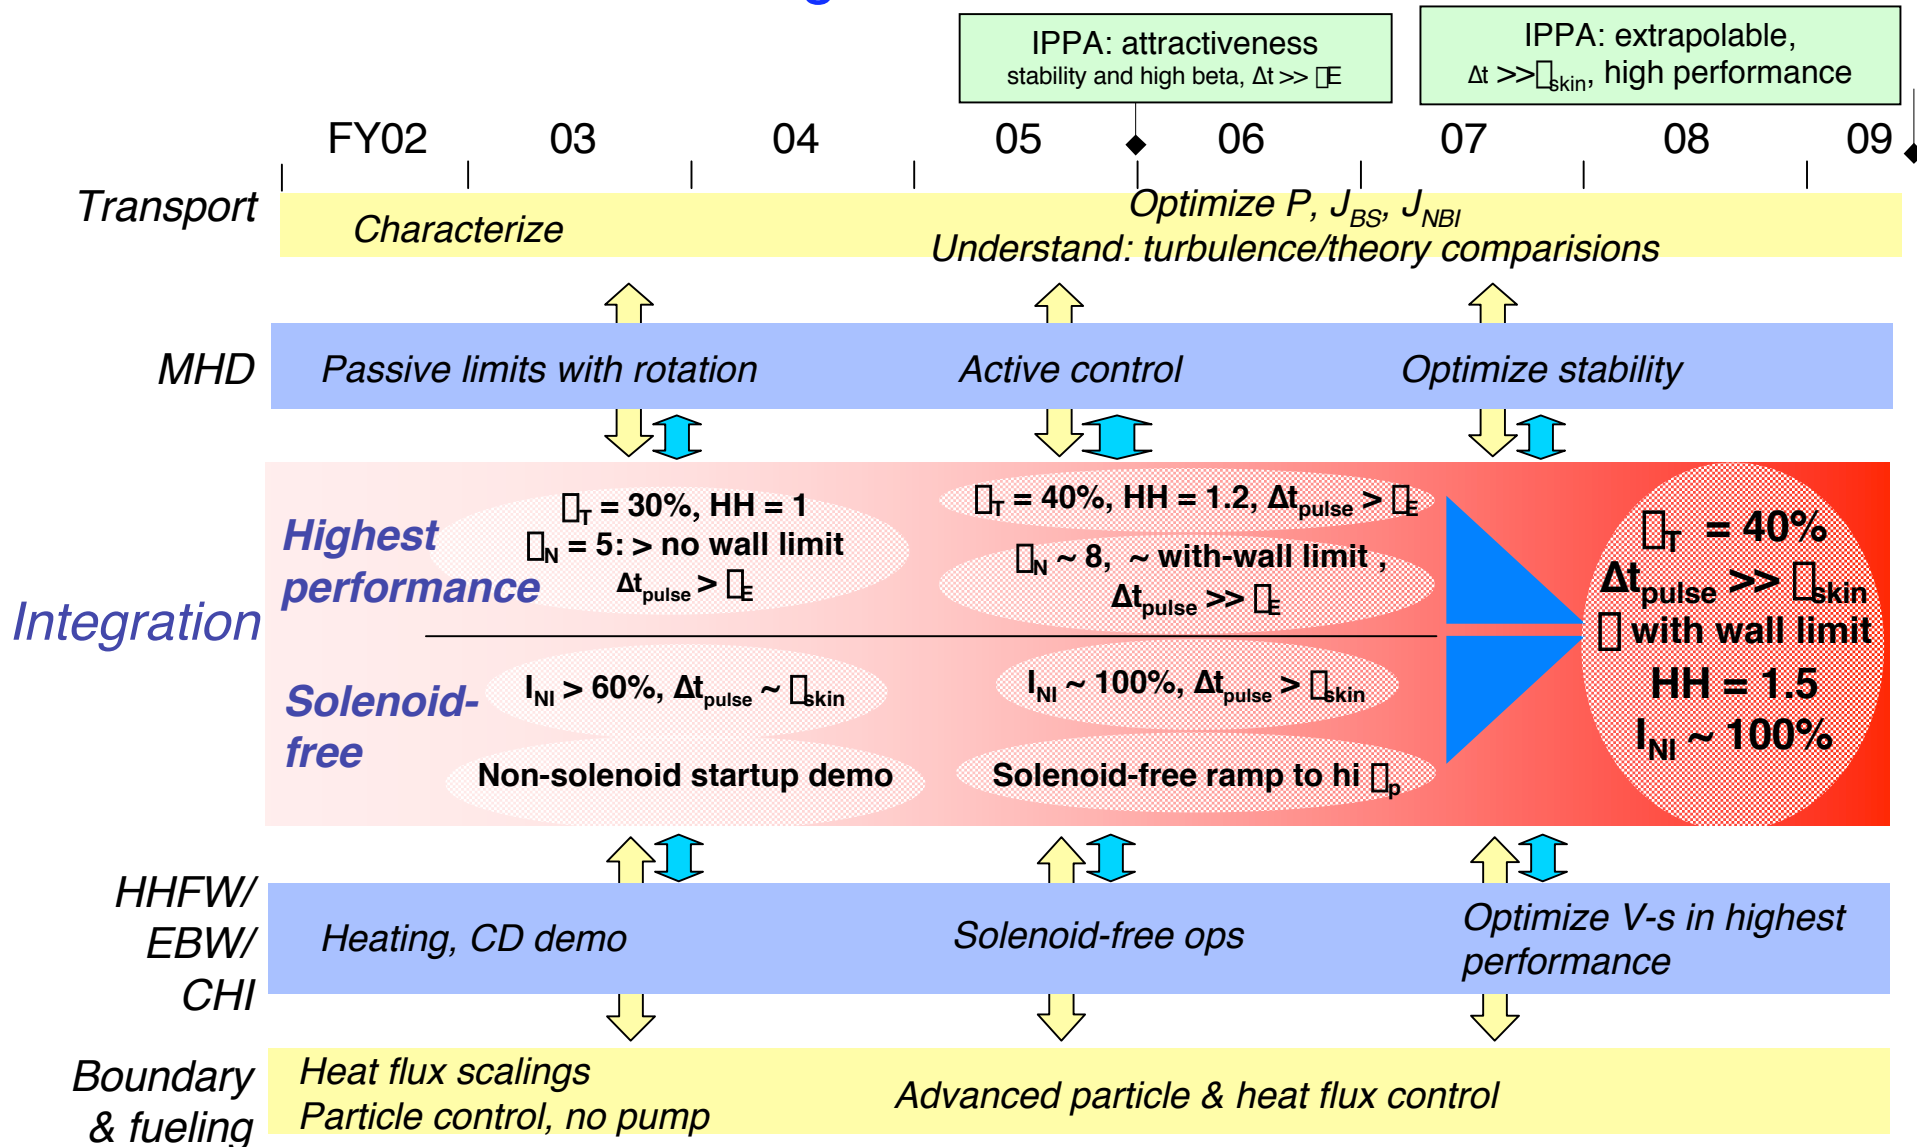 g
IPPA: attractiveness
stability and high beta, Δt >> □E
IPPA: extrapolable,
Δt >>□skin, high performance
FY02 03 04 05 06 07 08 09
Transport
Characterize
Optimize P, JBS, JNBI
Understand: turbulence/theory comparisions
MHD
Passive limits with rotation
Active control
Optimize stability
Integration
Highest
performance
□T = 30%, HH = 1
□N = 5: > no wall limit
Δtpulse > □E
□T = 40%, HH = 1.2, Δtpulse > □E
□N ~ 8, ~ with-wall limit ,
Δtpulse >> □E
Solenoid-
free
INI > 60%, Δtpulse ~ □skin
Non-solenoid startup demo
INI ~ 100%, Δtpulse > □skin
Solenoid-free ramp to hi □p
□T = 40%
Δtpulse >> □skin
□ with wall limit
HH = 1.5
INI ~ 100%
HHFW/
EBW/
CHI
Heating, CD demo
Solenoid-free ops
Optimize V-s in highest
performance
Boundary
& fueling
Heat flux scalings
Particle control, no pump
Advanced particle & heat flux control